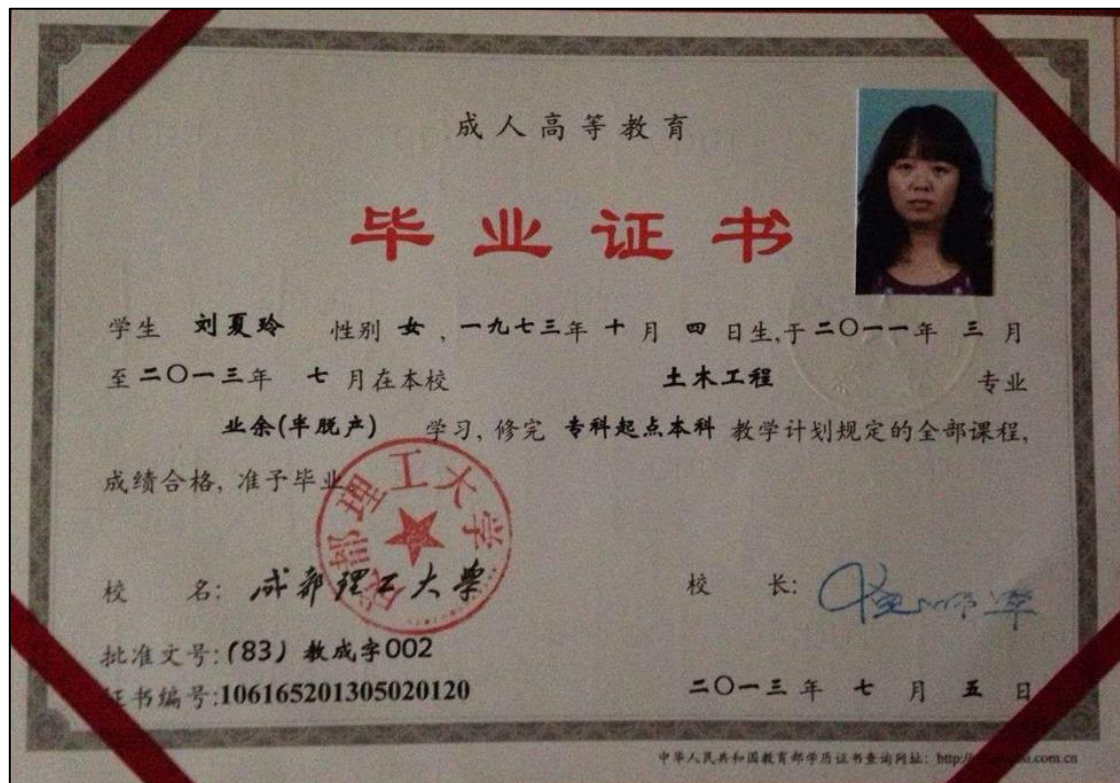 成人高等教育
毕业证书
学生 刘夏玲 性别 女, 一九七三年 十 月 四 日生,于二〇一一年 三 月
至二〇一三年 七 月在本校 土木工程 专业
业余(半脱产) 学习, 修完 专科起点本科 教学计划规定的全部课程,
成绩合格, 准予毕业
成都理工大学
校 名: 成都理工大学 校 长:
批准文号:(83)教成字002
证书编号:106165201305020120 二〇一三年 七 月 五 日
中华人民共和国教育部学历证书查询网址: http://